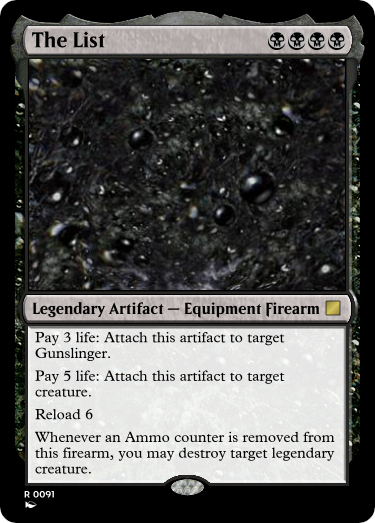 The List
Legendary Artifact — Equipment Firearm
Pay 3 life: Attach this artifact to target
Gunslinger.
Pay 5 life: Attach this artifact to target
creature.
Reload 6
Whenever an Ammo counter is removed from
this firearm, you may destroy target legendary
creature.
R 0091